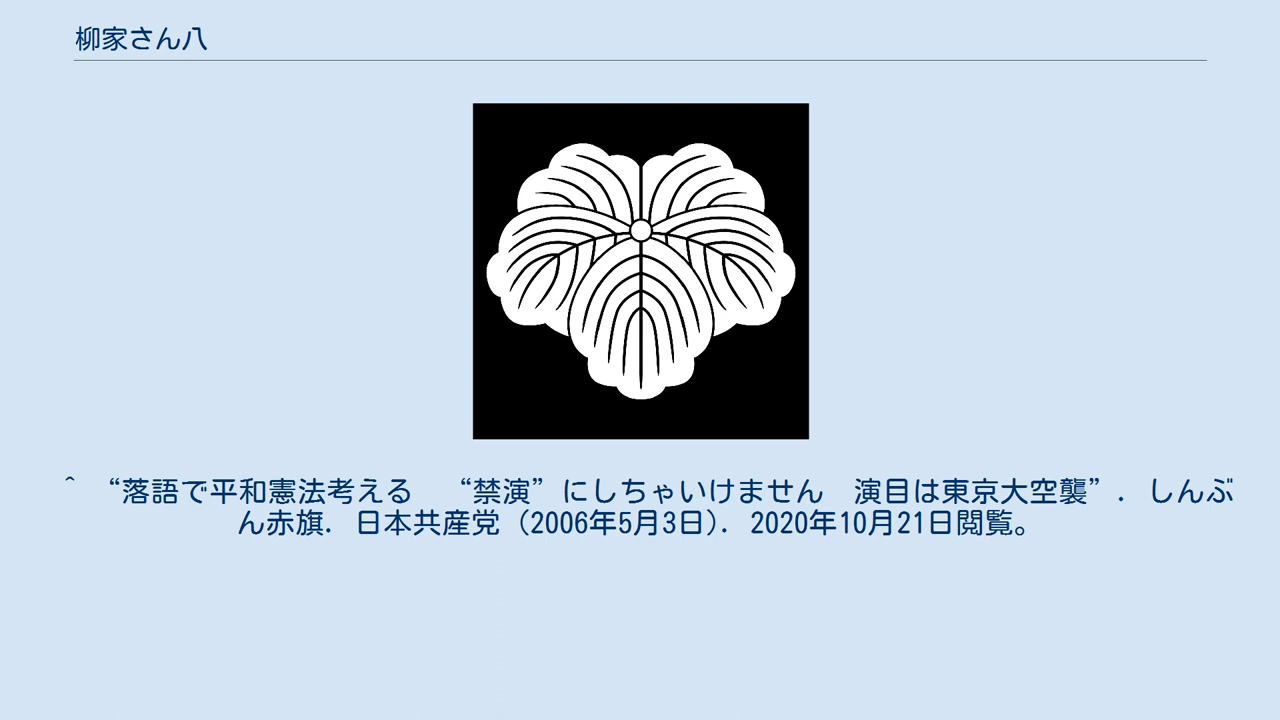 柳家さん八
^ “落語で平和憲法考える　“禁演”にしちゃいけません　演目は東京大空襲”. しんぶ
ん赤旗. 日本共産党 (2006年5月3日). 2020年10月21日閲覧。